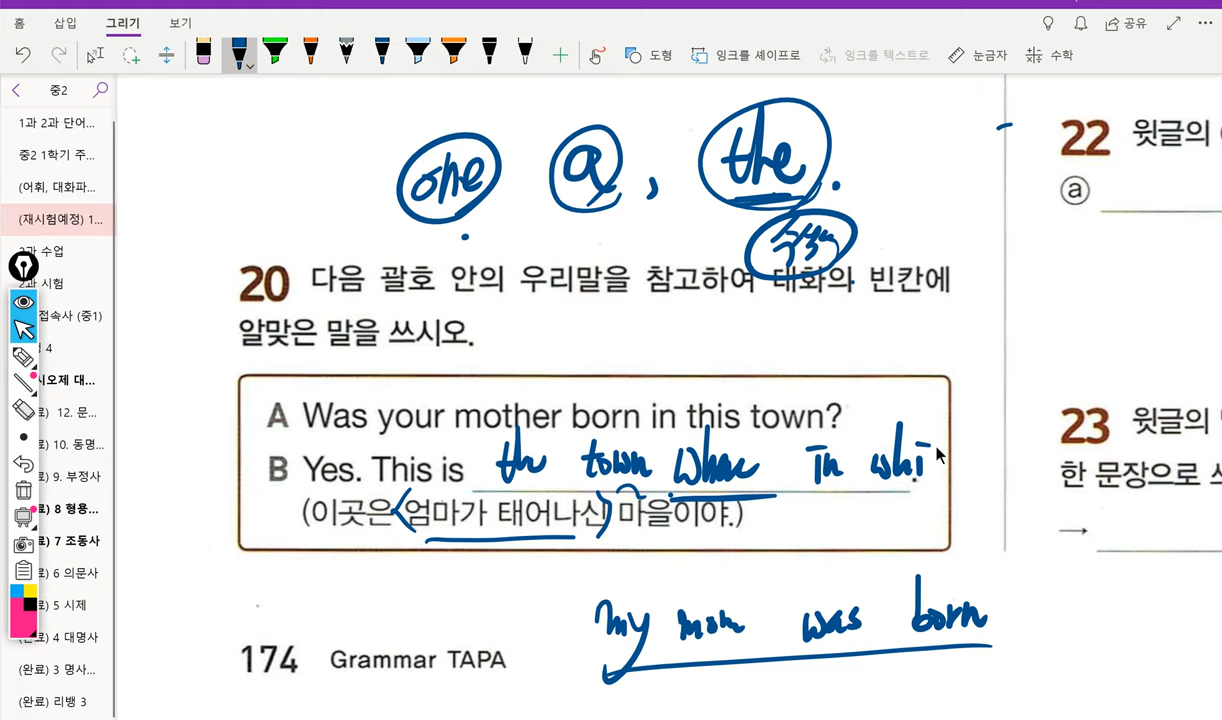 홈 삽입 그리기 보기
공유
도형 잉크를 셰이프로 잉크를 텍스트로 눈금자 수학
중2
1과 2과 단어...
중2 1학기 주...
(어휘, 대화파...
(재시험예정) 1...
2과 수업
2과 시험
접속사 (중1)
4
시오제 대...
료) 12. 문...
료) 10. 동명...
료) 9. 부정사
료) 8 형용...
료) 7 조동사
료) 6 의문사
료) 5 시제
(완료) 4 대명사
(완료) 3 명사...
(완료) 리뱅 3
one a, the.
20 다음 괄호 안의 우리말을 참고하여 대화의 빈칸에
알맞은 말을 쓰시오.
A Was your mother born in this town?
B Yes. This is the town where in whi .
(이곳은 엄마가 태어나신 마을이야.)
my mom was born
174 Grammar TAPA
22 윗글의
ⓐ
23 윗글의
한 문장으로 쓰
→